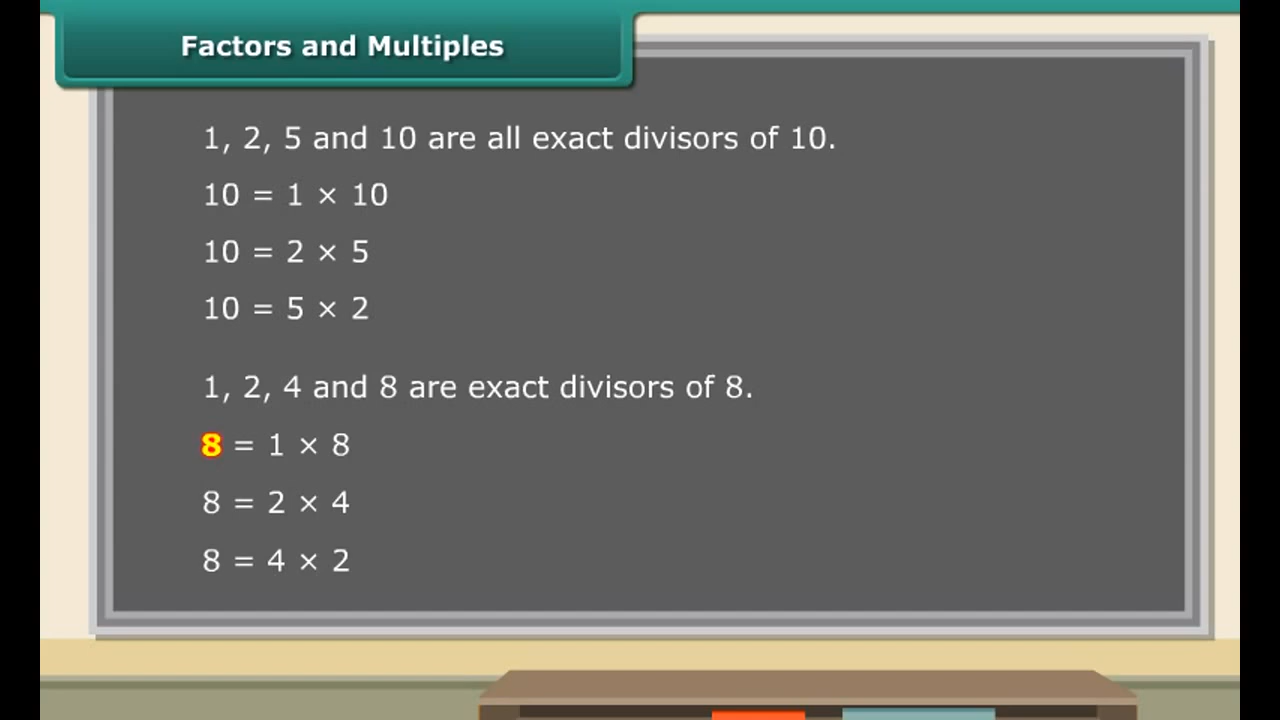 Factors and Multiples
1, 2, 5 and 10 are all exact divisors of 10.
10 = 1 × 10
10 = 2 × 5
10 = 5 × 2
1, 2, 4 and 8 are exact divisors of 8.
8 = 1 × 8
8 = 2 × 4
8 = 4 × 2